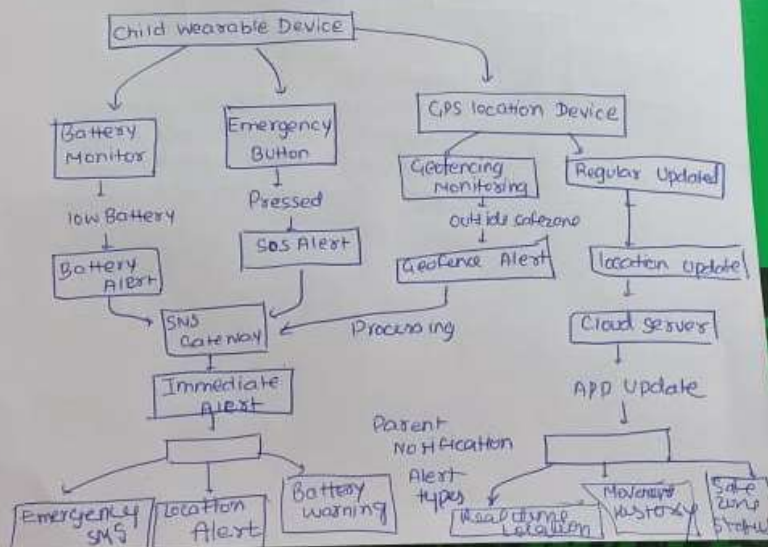 Child Wearable Device
Battery
Monitor
Emergency
Button
GPS location Device
Geofencing
Monitoring
Regular Updated
low Battery
Pressed
outside safezone
Battery
Alert
SOS Alert
Geofence Alert
location update
SNS
Gateway
Processing
Cloud server
Immediate
Alert
APP Update
Parent
Notification
Alert
types
Emergency
SMS
Location
Alert
Battery
warning
Real time
Location
Movement
History
Safe
Zone
Status